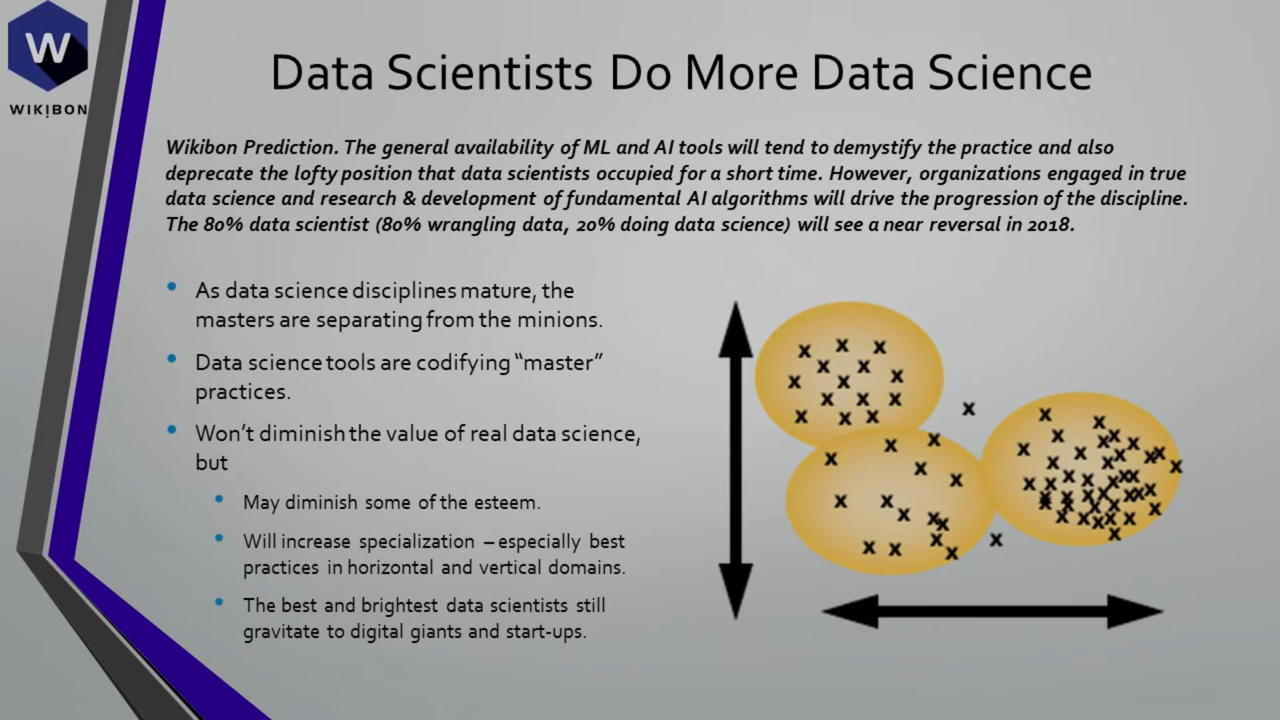 W
WIKIBON
Data Scientists Do More Data Science
Wikibon Prediction. The general availability of ML and AI tools will tend to demystify the practice and also
deprecate the lofty position that data scientists occupied for a short time. However, organizations engaged in true
data science and research & development of fundamental AI algorithms will drive the progression of the discipline.
The 80% data scientist (80% wrangling data, 20% doing data science) will see a near reversal in 2018.
• As data science disciplines mature, the
masters are separating from the minions.
• Data science tools are codifying “master”
practices.
• Won’t diminish the value of real data science,
but
• May diminish some of the esteem.
• Will increase specialization – especially best
practices in horizontal and vertical domains.
• The best and brightest data scientists still
gravitate to digital giants and start-ups.